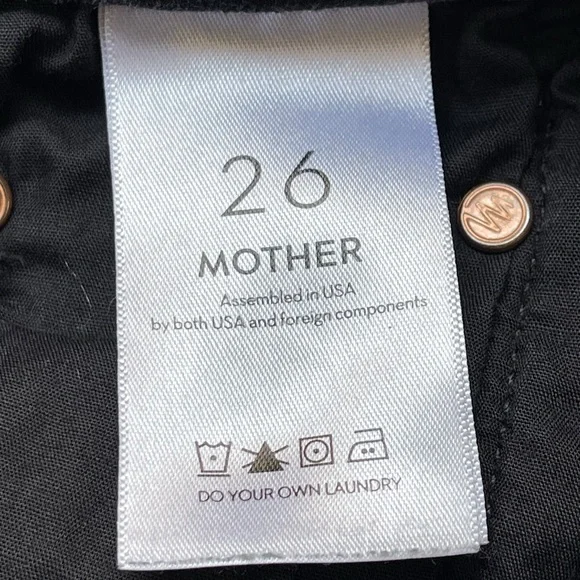 26
MOTHER
Assembled in USA
by both USA and foreign components
DO YOUR OWN LAUNDRY